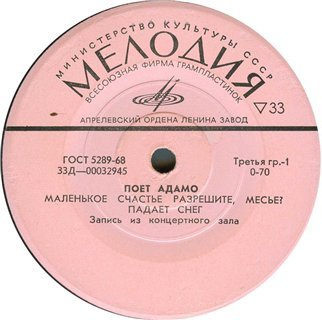 МИНИСТЕРСТВО КУЛЬТУРЫ СССР
МЕЛОДИЯ
ВСЕСОЮЗНАЯ ФИРМА ГРАМПЛАСТИНОК
▽33
АПРЕЛЕВСКИЙ ОРДЕНА ЛЕНИНА ЗАВОД
ГОСТ 5289-68 Третья гр.-1
33Д—00032945 0-70
ПОЕТ АДАМО
МАЛЕНЬКОЕ СЧАСТЬЕ РАЗРЕШИТЕ, МЕСЬЕ?
ПАДАЕТ СНЕГ
Запись из концертного зала